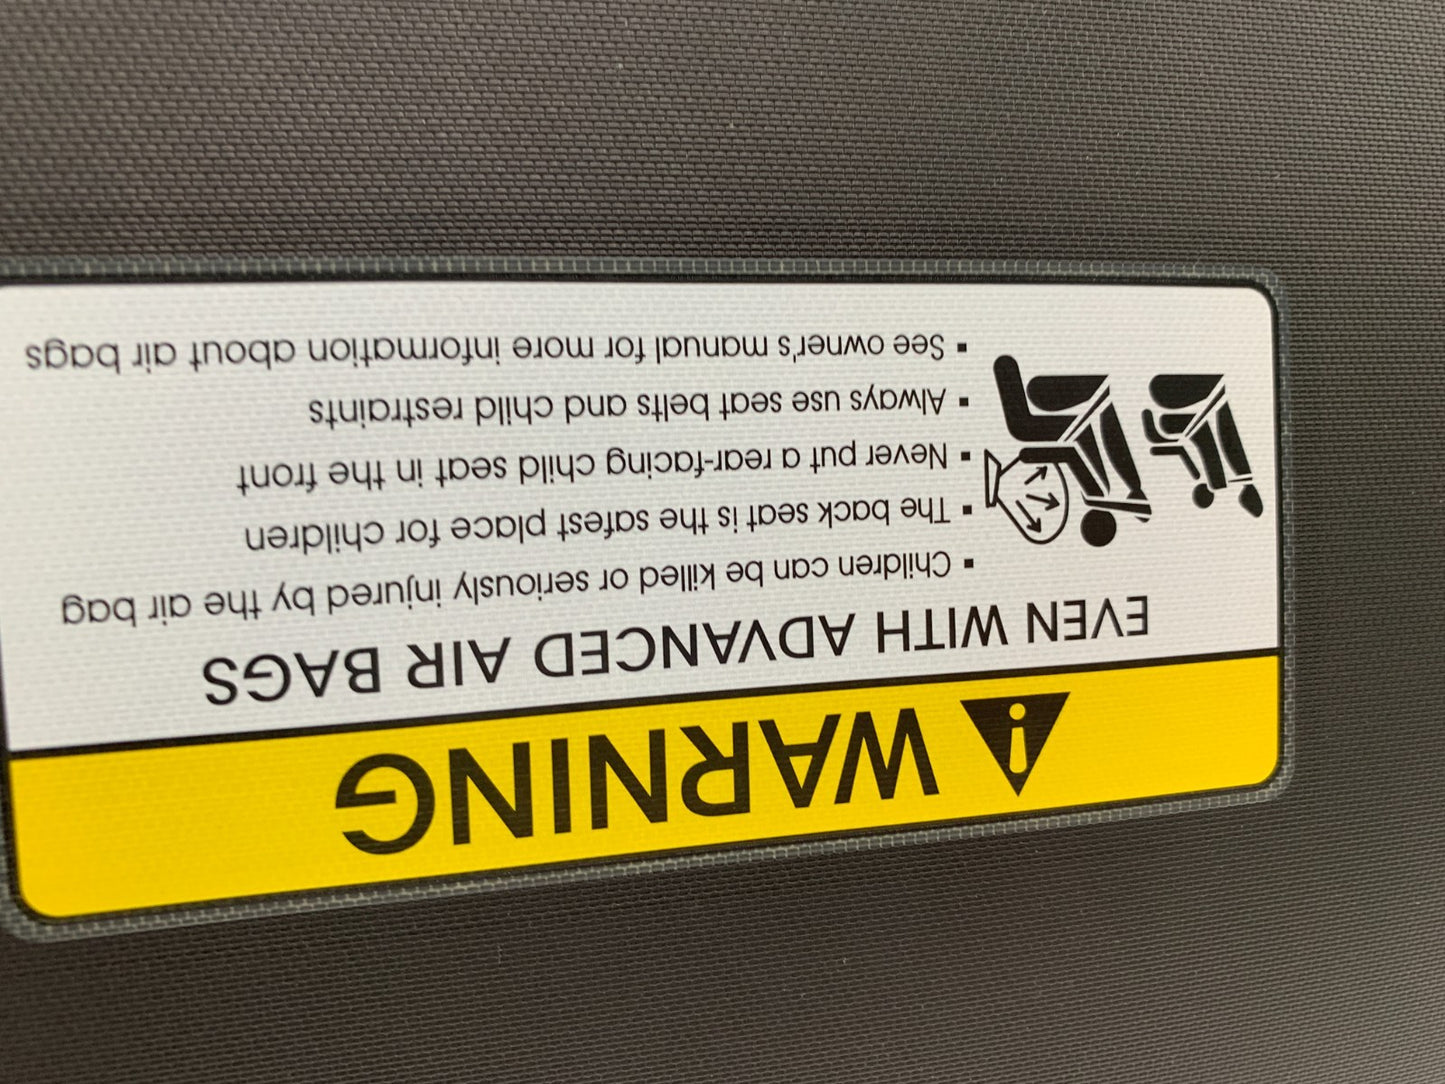 WARNING
EVEN WITH ADVANCED AIR BAGS
▪ Children can be killed or seriously injured by the air bag
▪ The back seat is the safest place for children
▪ Never put a rear-facing child seat in the front
▪ Always use seat belts and child restraints
▪ See owner's manual for more information about air bags